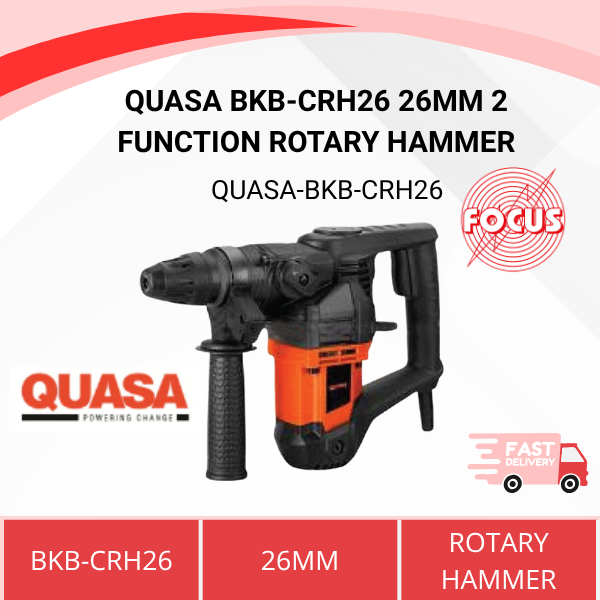 QUASA BKB-CRH26 26MM 2
FUNCTION ROTARY HAMMER
QUASA-BKB-CRH26
FOCUS
QUASA
POWERING CHANGE
FAST
DELIVERY
BKB-CRH26
26MM
ROTARY
HAMMER